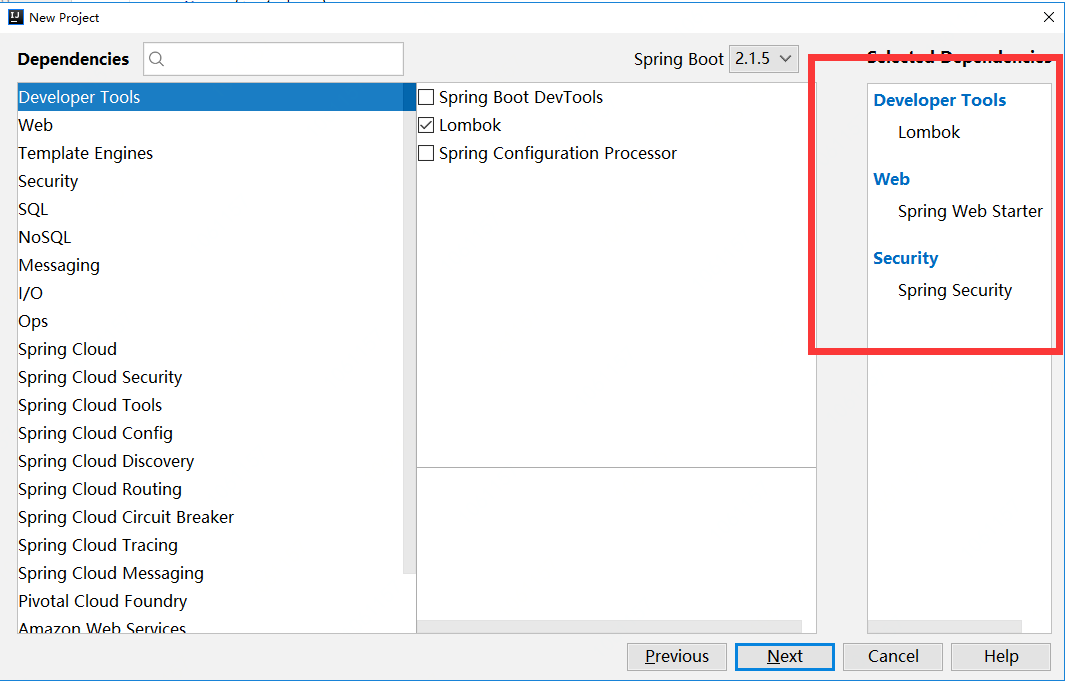 New Project
Dependencies
Spring Boot 2.1.5
Selected Dependencies
Developer Tools
Web
Template Engines
Security
SQL
NoSQL
Messaging
I/O
Ops
Spring Cloud
Spring Cloud Security
Spring Cloud Tools
Spring Cloud Config
Spring Cloud Discovery
Spring Cloud Routing
Spring Cloud Circuit Breaker
Spring Cloud Tracing
Spring Cloud Messaging
Pivotal Cloud Foundry
Amazon Web Services
Spring Boot DevTools
Lombok
Spring Configuration Processor
Developer Tools
Lombok
Web
Spring Web Starter
Security
Spring Security
Previous
Next
Cancel
Help